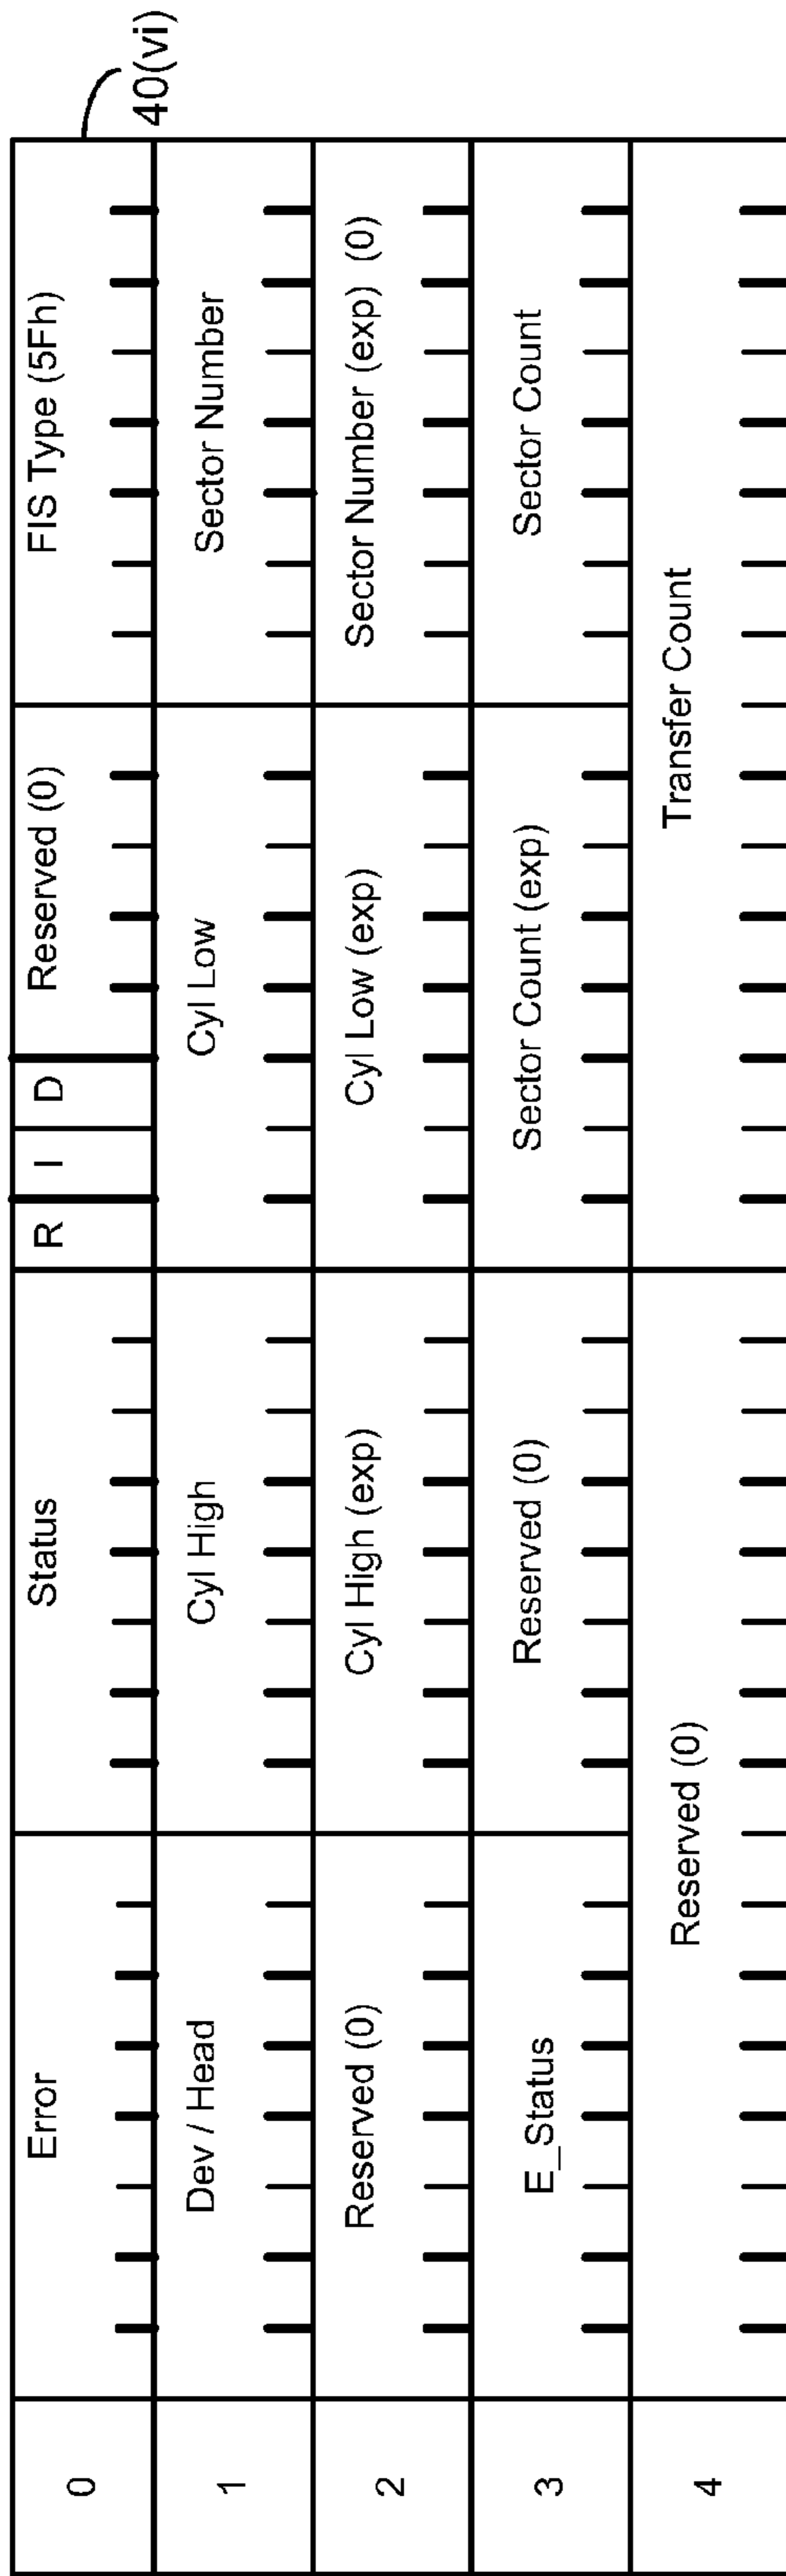 0 Error Status R I D Reserved (0) FIS Type (5Fh)
40(vi)
1 Dev / Head Cyl High Cyl Low Sector Number
2 Reserved (0) Cyl High (exp) Cyl Low (exp) Sector Number (exp) (0)
3 E_Status Reserved (0) Sector Count (exp) Sector Count
4 Reserved (0) Transfer Count